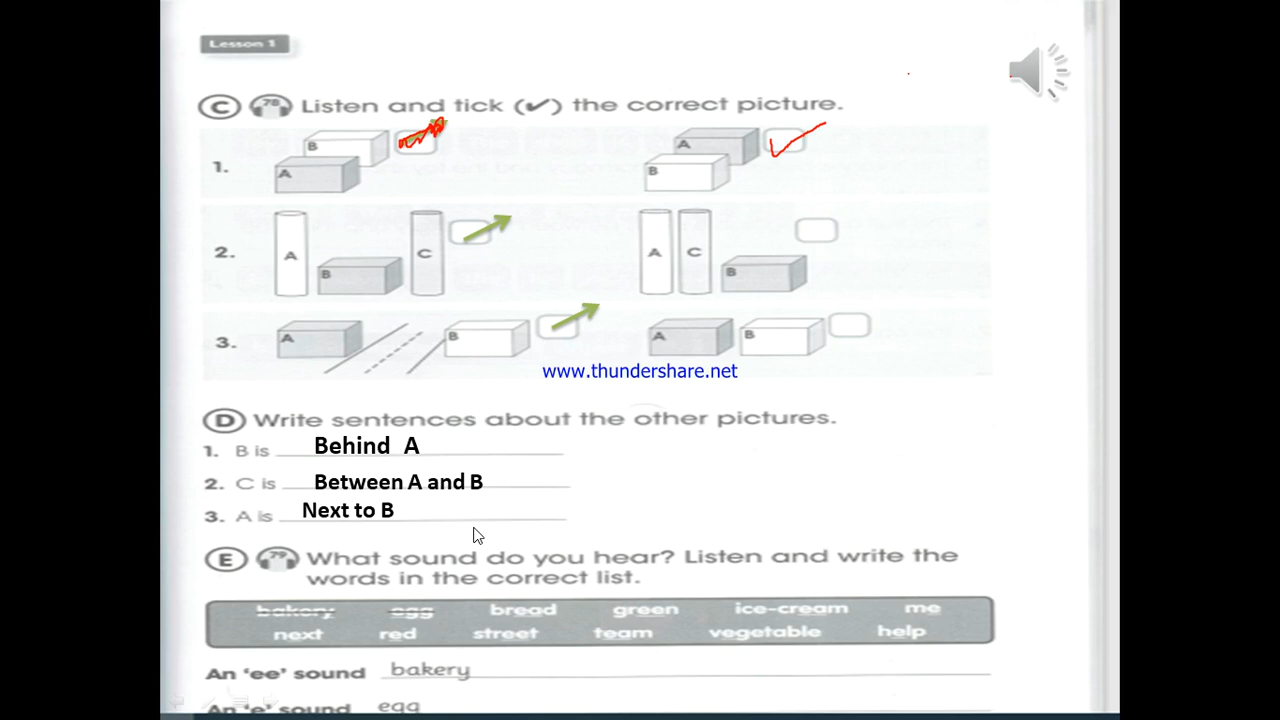 Lesson 1
C 78 Listen and tick (✔) the correct picture.
1. B A A B
2. A B C A C B
3. A B A B
www.thundershare.net
D Write sentences about the other pictures.
1. B is Behind A
2. C is Between A and B
3. A is Next to B
E 79 What sound do you hear? Listen and write the
words in the correct list.
bakery egg bread green ice-cream me
next red street team vegetable help
An ‘ee’ sound bakery
An ‘e’ sound egg